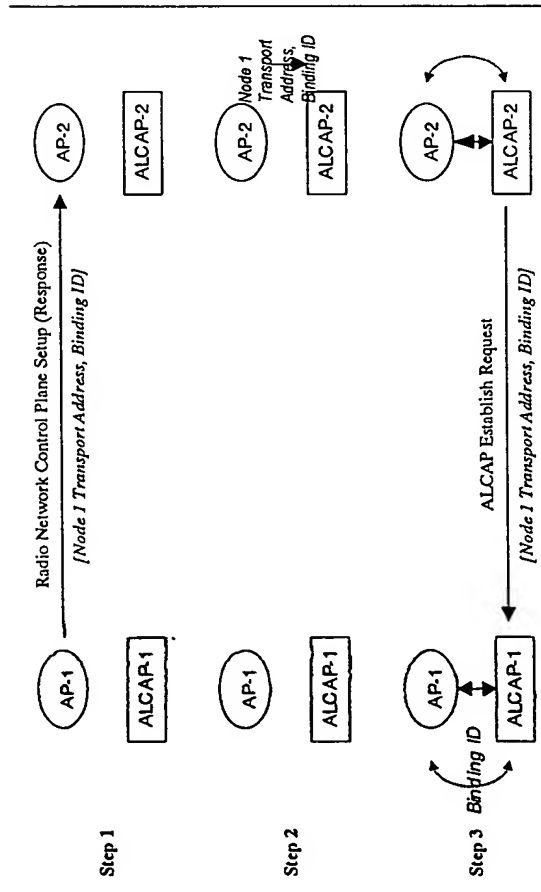 Step 1
AP-1
ALCAP-1
Radio Network Control Plane Setup (Response)
[Node 1 Transport Address, Binding ID]
AP-2
ALCAP-2
Step 2
AP-1
ALCAP-1
AP-2
ALCAP-2
Node 1
Transport
Address,
Binding ID
Step 3
Binding ID
AP-1
ALCAP-1
ALCAP Establish Request
[Node 1 Transport Address, Binding ID]
AP-2
ALCAP-2